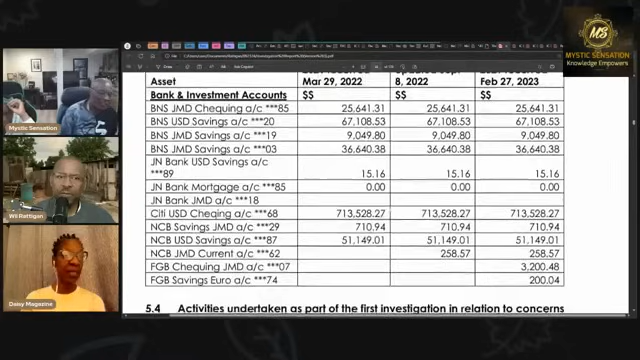 MS
MYSTIC SENSATION
Knowledge Empowers
Mystic Sensation
Wil Rattigan
Daisy Magazine
Asset Mar 29, 2022 8, 2022 Feb 27, 2023
Bank & Investment Accounts $$ $$ $$
BNS JMD Chequing a/c ***85 25,641.31 25,641.31 25,641.31
BNS USD Savings a/c ***20 67,108.53 67,108.53 67,108.53
BNS JMD Savings a/c ***19 9,049.80 9,049.80 9,049.80
BNS JMD Savings a/c ***03 36,640.38 36,640.38 36,640.38
JN Bank USD Savings a/c
***89 15.16 15.16 15.16
JN Bank Mortgage a/c ***85 0.00 0.00 0.00
JN Bank JMD a/c ***18
Citi USD Cheqing a/c ***68 713,528.27 713,528.27 713,528.27
NCB Savings JMD a/c ***29 710.94 710.94 710.94
NCB USD Savings a/c ***87 51,149.01 51,149.01 51,149.01
NCB JMD Current a/c ***62 258.57 258.57
FGB Chequing JMD a/c ***07 3,200.48
FGB Savings Euro a/c ***74 200.04
5.4 Activities undertaken as part of the first investigation in relation to concerns